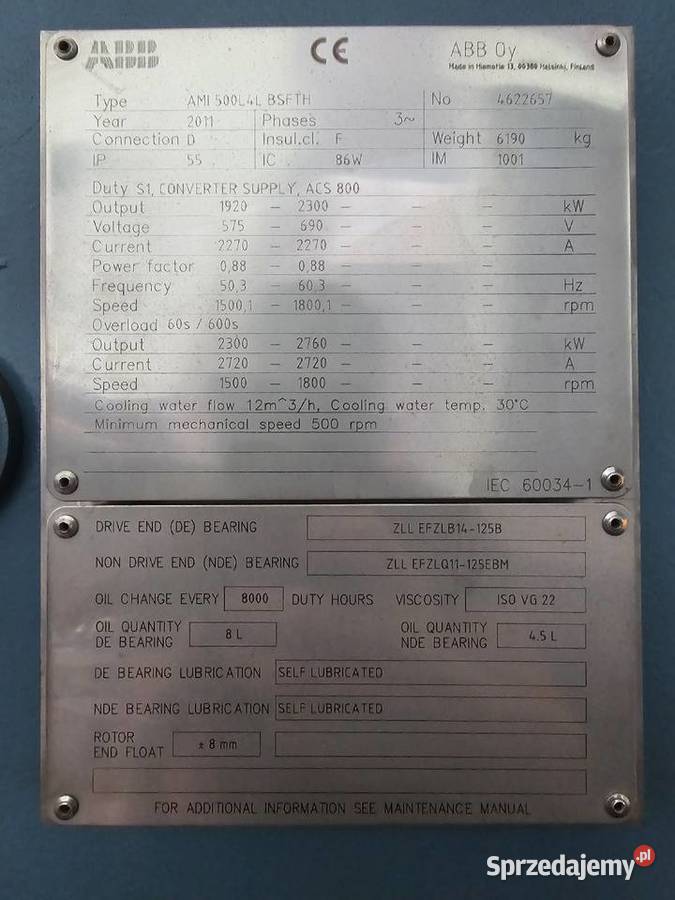 ABB CE ABB Oy
Made in Hiomotie 13, 00380 Helsinki, Finland
Type AMI 500L4L BSFTH No 4622657
Year 2011 Phases 3~
Connection D Insul.cl. F Weight 6190 kg
IP 55 IC 86W IM 1001
Duty S1, CONVERTER SUPPLY, ACS 800
Output 1920 - 2300 - - - kW
Voltage 575 - 690 - - - V
Current 2270 - 2270 - - - A
Power factor 0,88 - 0,88 - - -
Frequency 50,3 - 60,3 - - - Hz
Speed 1500,1 - 1800,1 - - - rpm
Overload 60s / 600s
Output 2300 - 2760 - - - kW
Current 2720 - 2720 - - - A
Speed 1500 - 1800 - - - rpm
Cooling water flow 12m^3/h, Cooling water temp. 30°C
Minimum mechanical speed 500 rpm
IEC 60034-1
DRIVE END (DE) BEARING ZLL EFZLB14-125B
NON DRIVE END (NDE) BEARING ZLL EFZLQ11-125EBM
OIL CHANGE EVERY 8000 DUTY HOURS VISCOSITY ISO VG 22
OIL QUANTITY DE BEARING 8 L OIL QUANTITY NDE BEARING 4.5 L
DE BEARING LUBRICATION SELF LUBRICATED
NDE BEARING LUBRICATION SELF LUBRICATED
ROTOR END FLOAT ± 8 mm
FOR ADDITIONAL INFORMATION SEE MAINTENANCE MANUAL
Sprzedajemy.pl